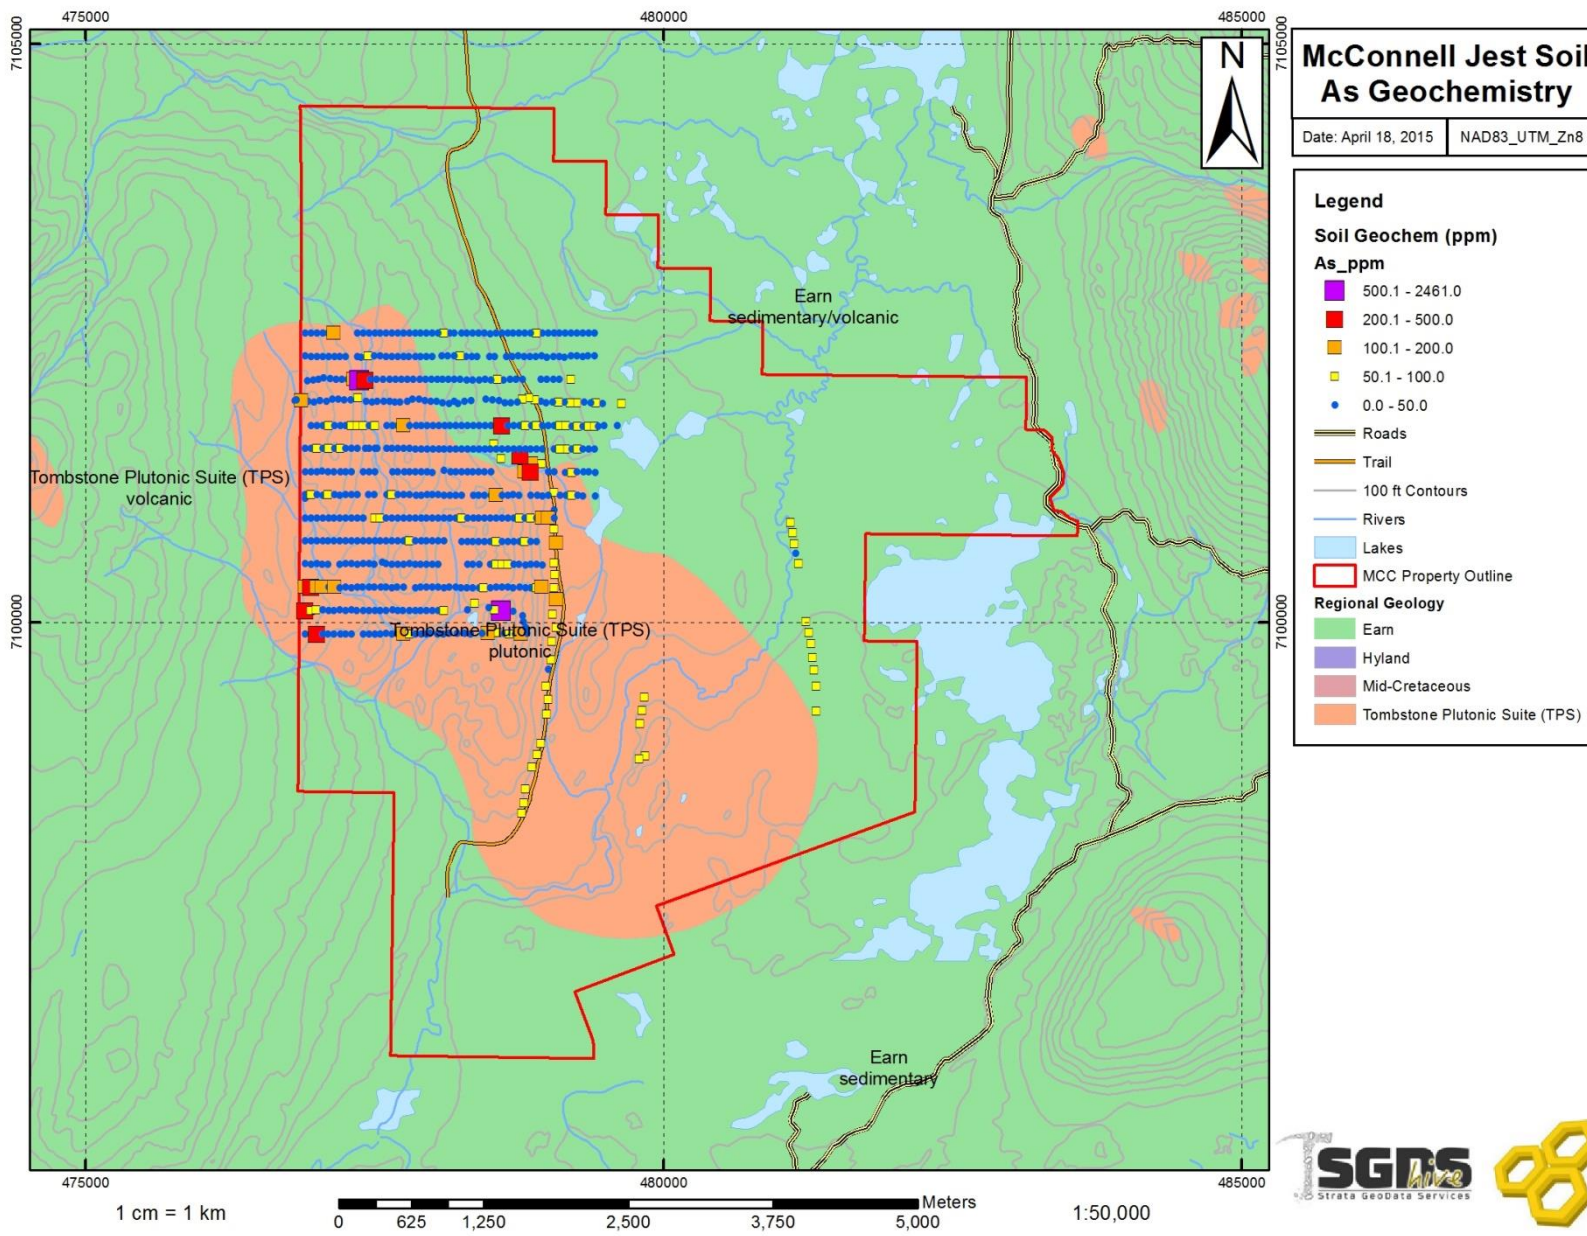 475000
480000
485000
7105000
7105000
N
McConnell Jest Soil
As Geochemistry
Date: April 18, 2015
NAD83_UTM_Zn8
Legend
Soil Geochem (ppm)
As_ppm
500.1 - 2461.0
200.1 - 500.0
100.1 - 200.0
50.1 - 100.0
0.0 - 50.0
Roads
Trail
100 ft Contours
Rivers
Lakes
MCC Property Outline
Regional Geology
Earn
Hyland
Mid-Cretaceous
Tombstone Plutonic Suite (TPS)
Earn
sedimentary/volcanic
Tombstone Plutonic Suite (TPS)
volcanic
7100000
7100000
Tombstone Plutonic Suite (TPS)
plutonic
Earn
sedimentary
475000
480000
485000
1 cm = 1 km
0 625 1,250 2,500 3,750 5,000
Meters
1:50,000
SGDS
hive
Strata GeoData Services